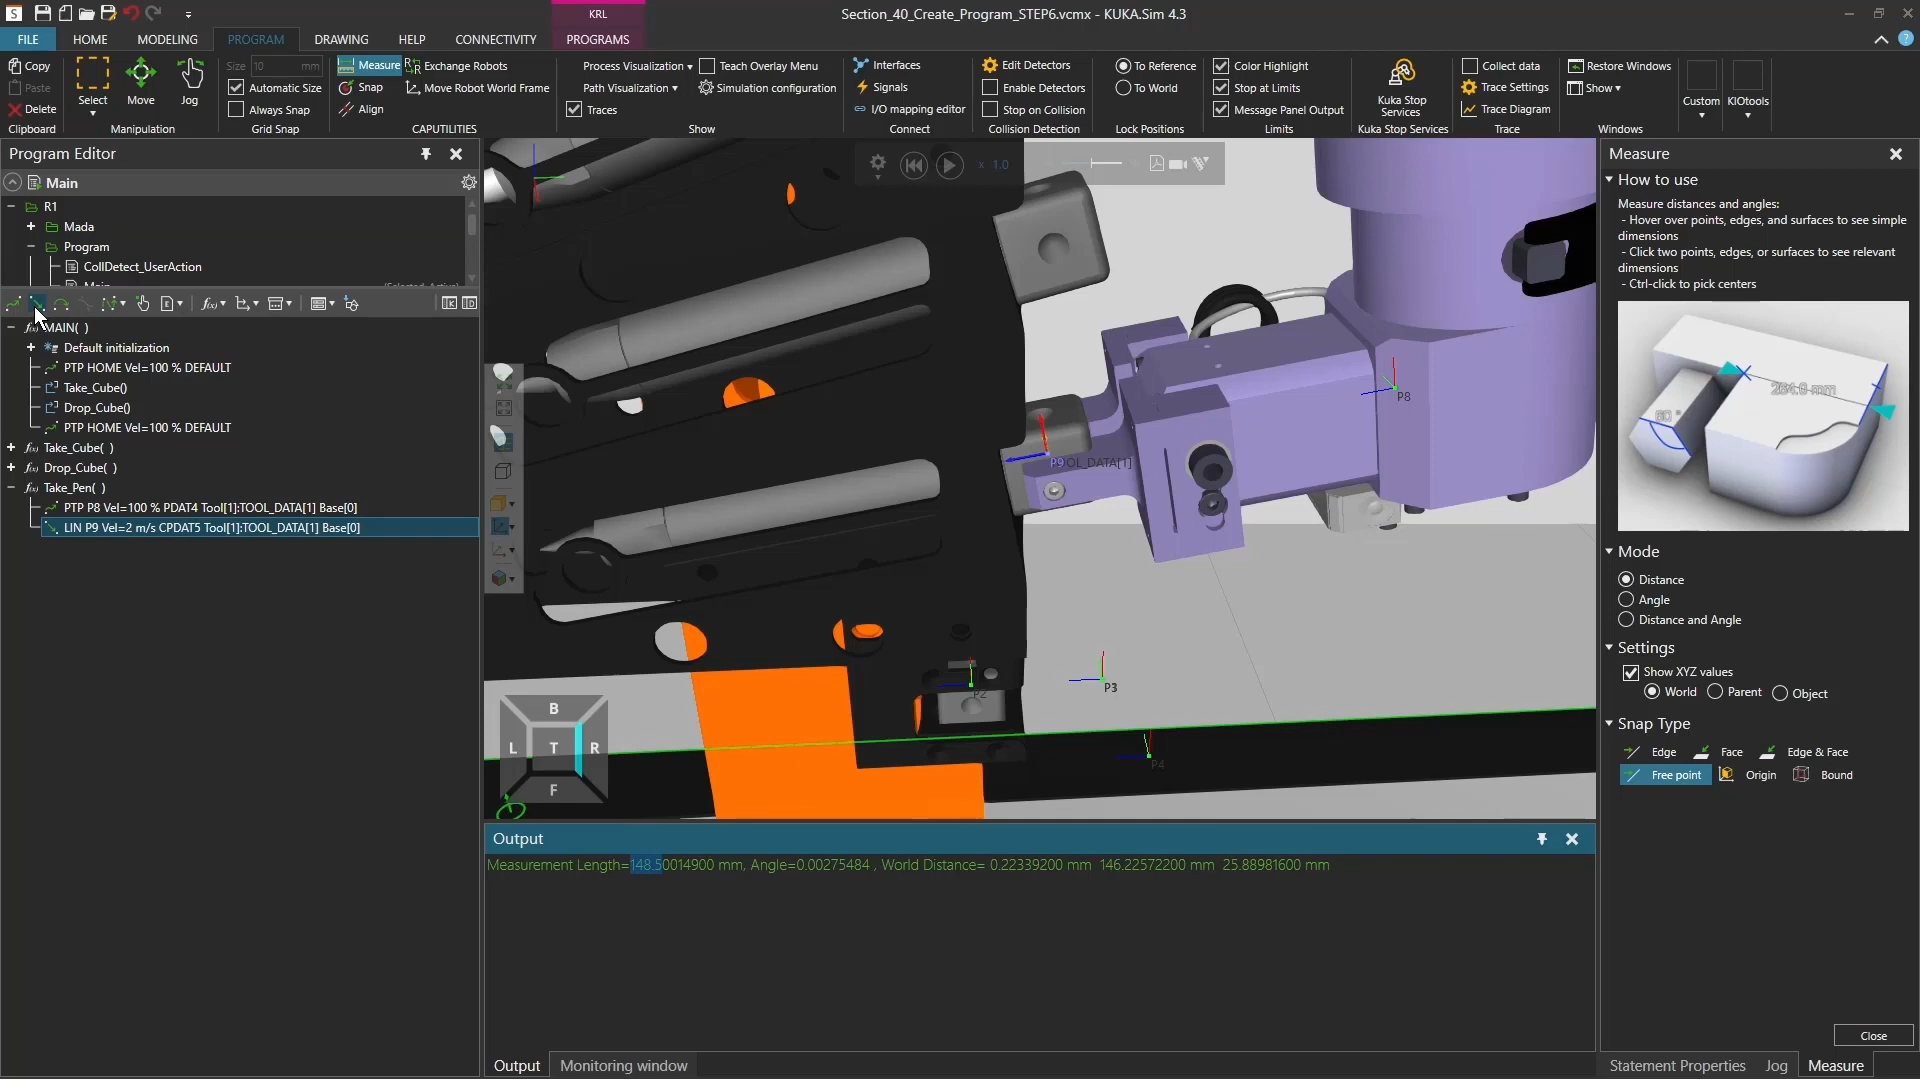 KRL
Section_40_Create_Program_STEP6.vcmx - KUKA.Sim 4.3
FILE HOME MODELING PROGRAM DRAWING HELP CONNECTIVITY PROGRAMS
Copy
Paste
Delete
Clipboard
Select
Move
Jog
Manipulation
Size 10 mm
Automatic Size
Always Snap
Grid Snap
Measure
Snap
Align
Exchange Robots
Move Robot World Frame
CAPUTILITIES
Process Visualization
Path Visualization
Traces
Teach Overlay Menu
Simulation configuration
Show
Interfaces
Signals
I/O mapping editor
Connect
Edit Detectors
Enable Detectors
Stop on Collision
Collision Detection
To Reference
To World
Lock Positions
Color Highlight
Stop at Limits
Message Panel Output
Limits
Kuka Stop
Services
Kuka Stop Services
Collect data
Trace Settings
Trace Diagram
Trace
Restore Windows
Show
Windows
Custom
KIOtools
Program Editor
Main
R1
Mada
Program
CollDetect_UserAction
MAIN( )
Default initialization
PTP HOME Vel=100 % DEFAULT
Take_Cube()
Drop_Cube()
PTP HOME Vel=100 % DEFAULT
Take_Cube( )
Drop_Cube( )
Take_Pen( )
PTP P8 Vel=100 % PDAT4 Tool[1]:TOOL_DATA[1] Base[0]
LIN P9 Vel=2 m/s CPDAT5 Tool[1]:TOOL_DATA[1] Base[0]
x 1.0
P8
P9
OOL_DATA[1]
P2
P3
P4
B
L T R
F
Output
Measurement Length=148.50014900 mm, Angle=0.00275484 , World Distance= 0.22339200 mm 146.22572200 mm 25.88981600 mm
Output Monitoring window
Measure
How to use
Measure distances and angles:
- Hover over points, edges, and surfaces to see simple
dimensions
- Click two points, edges, or surfaces to see relevant
dimensions
- Ctrl-click to pick centers
Mode
Distance
Angle
Distance and Angle
Settings
Show XYZ values
World Parent Object
Snap Type
Edge Face Edge & Face
Free point Origin Bound
Close
Statement Properties Jog Measure